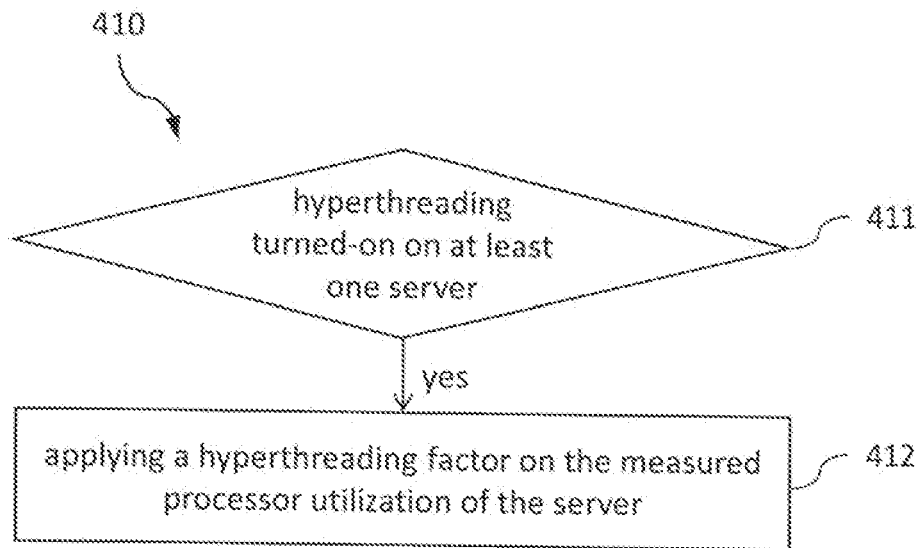 410
hyperthreading
turned-on on at least
one server
411
yes
applying a hyperthreading factor on the measured
processor utilization of the server
412